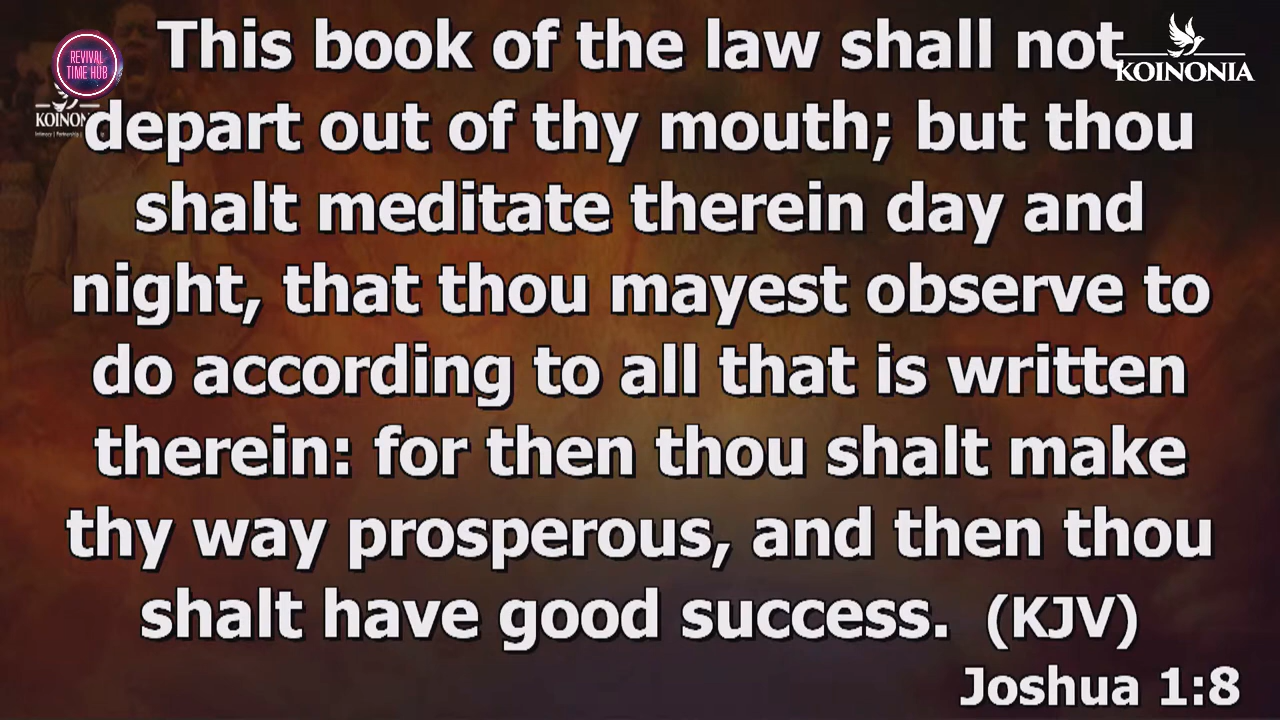 This book of the law shall not
depart out of thy mouth; but thou
shalt meditate therein day and
night, that thou mayest observe to
do according to all that is written
therein: for then thou shalt make
thy way prosperous, and then thou
shalt have good success. (KJV)
Joshua 1:8
REVIVAL
TIME HUB
KOINONIA